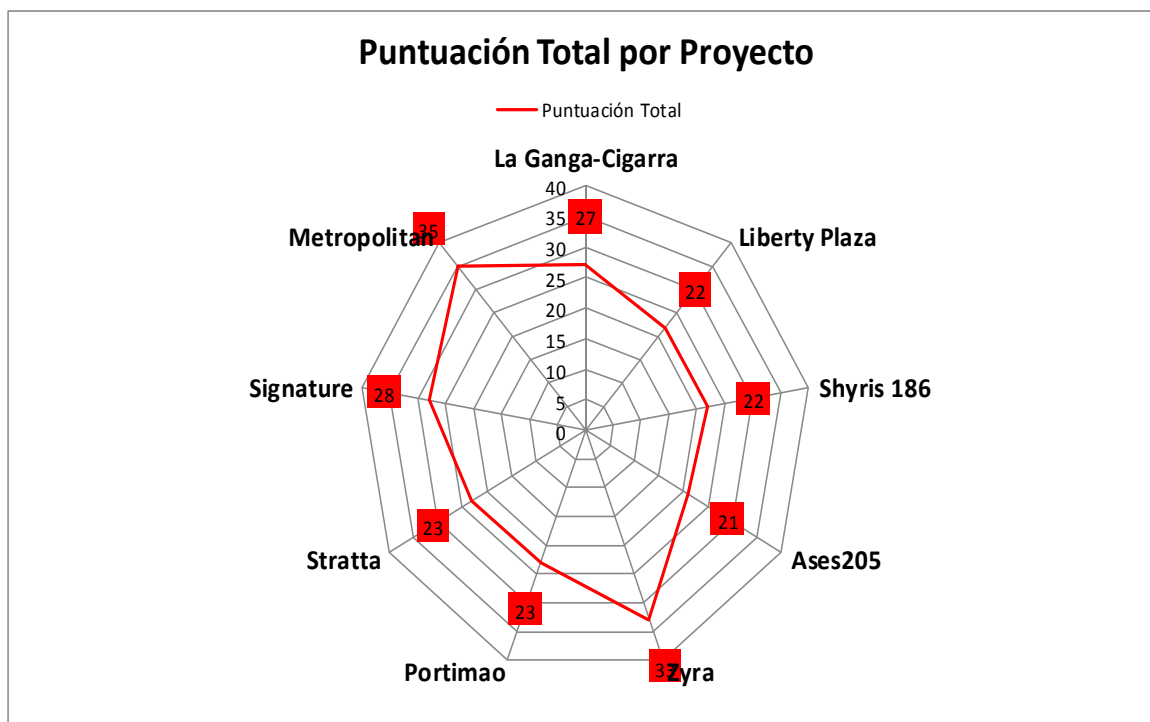 Puntuación Total por Proyecto
Puntuación Total
La Ganga-Cigarra
40
35
30
25
20
15
10
5
0
27
Liberty Plaza
22
Shyris 186
22
Ases205
21
Zyra
Portimao
23
Stratta
23
Signature
28
Metropolitan
35